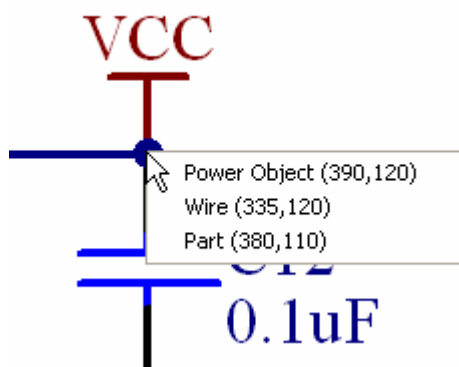 VCC
Power Object (390,120)
Wire (335,120)
Part (380,110)
0.1uF